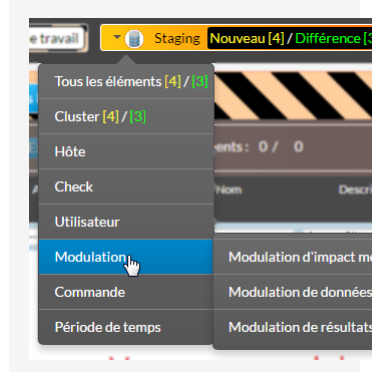 e travail Staging Nouveau [4] / Différence [3
Tous les éléments [4] / [3]
Cluster [4] / [3]
Hôte
ents : 0 / 0
Check
Nom Descri
Utilisateur
Modulation
Modulation d'impact m
Commande
Modulation de données
Période de temps
Modulation de résultats